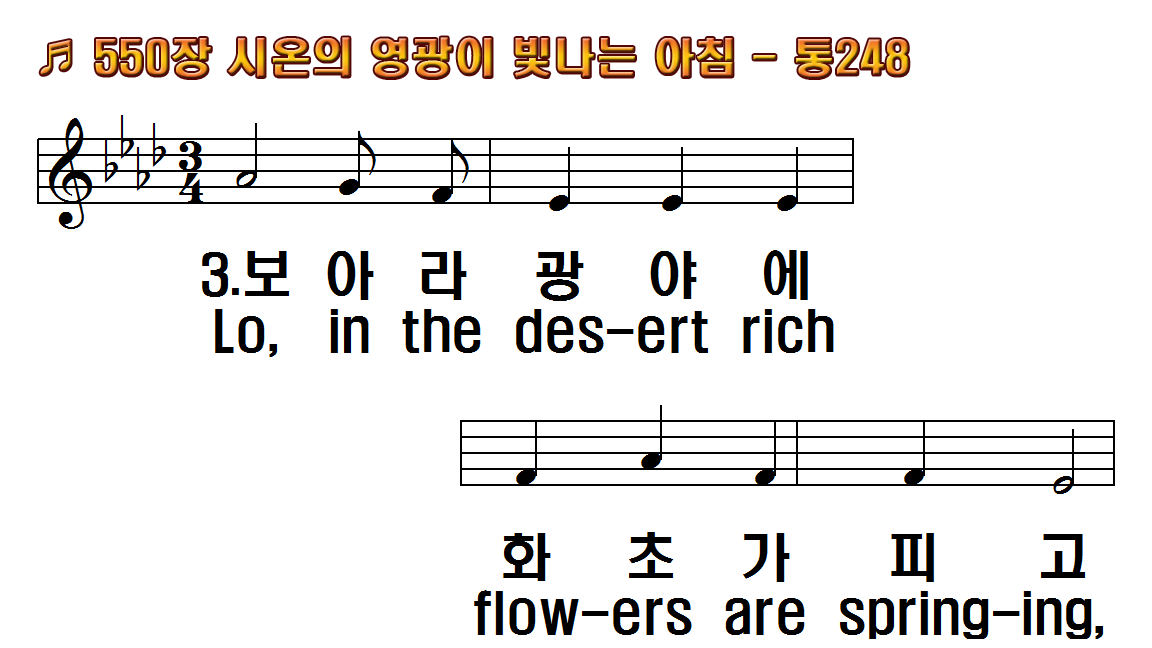 ♬ 550장 시온의 영광이 빛나는 아침 - 통248
3.보 아 라 광 야 에
Lo, in the des-ert rich
화 초 가 피 고
flow-ers are spring-ing,